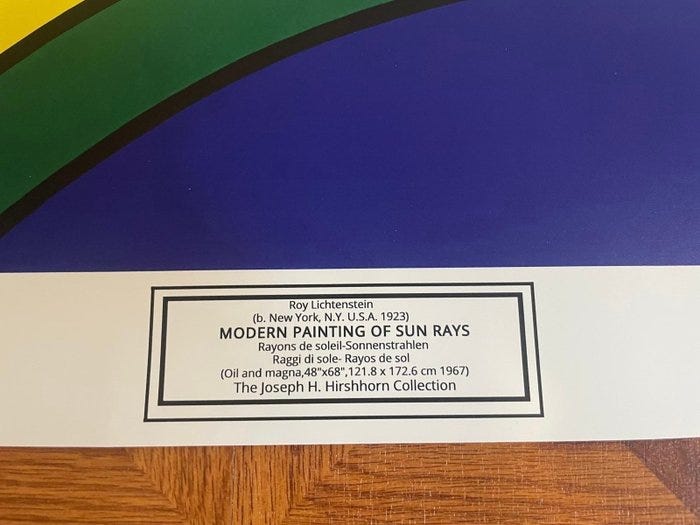 Roy Lichtenstein
(b. New York, N.Y. U.S.A. 1923)
MODERN PAINTING OF SUN RAYS
Rayons de soleil-Sonnenstrahlen
Raggi di sole- Rayos de sol
(Oil and magna,48"x68",121.8 x 172.6 cm 1967)
The Joseph H. Hirshhorn Collection